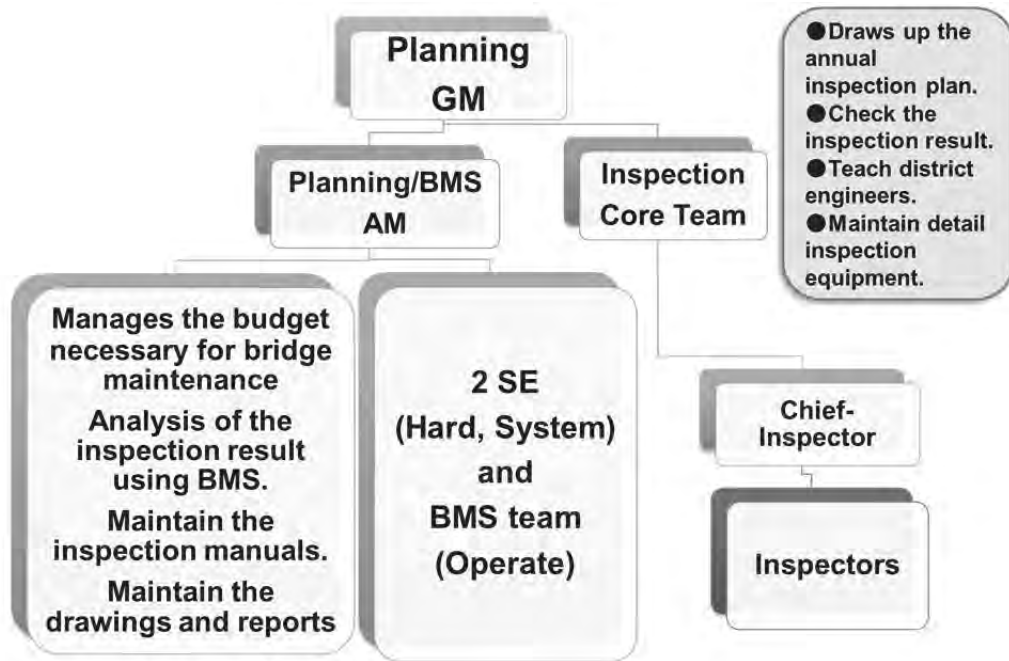 Planning
GM
Planning/BMS
AM
Inspection
Core Team
●Draws up the
annual
inspection plan.
●Check the
inspection result.
●Teach district
engineers.
●Maintain detail
inspection
equipment.
Manages the budget
necessary for bridge
maintenance
Analysis of the
inspection result
using BMS.
Maintain the
inspection manuals.
Maintain the
drawings and reports
2 SE
(Hard, System)
and
BMS team
(Operate)
Chief-
Inspector
Inspectors